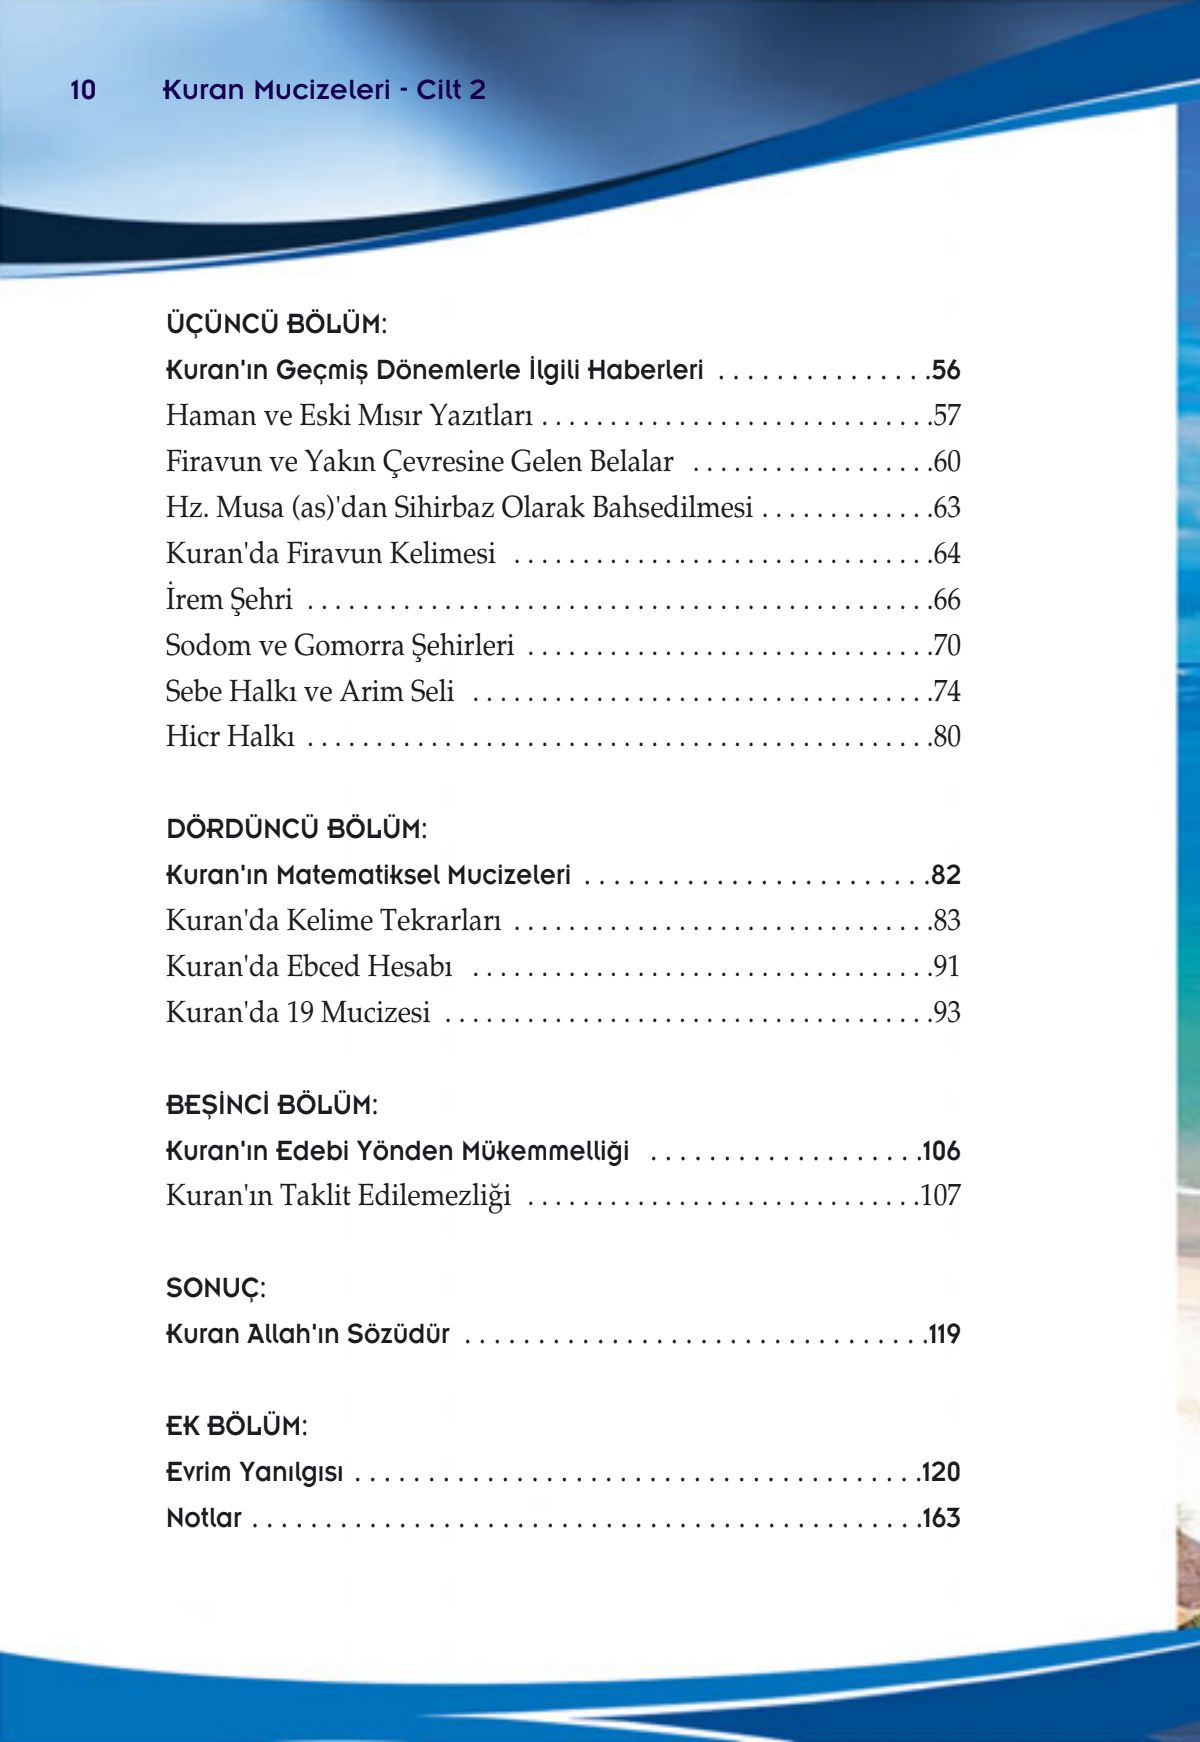 10 Kuran Mucizeleri - Cilt 2
ÜÇÜNCÜ BÖLÜM:
Kuran'ın Geçmiş Dönemlerle İlgili Haberleri . . . . . . . . . . . . . . .56
Haman ve Eski Mısır Yazıtları . . . . . . . . . . . . . . . . . . . . . . . . . . . . .57
Firavun ve Yakın Çevresine Gelen Belalar . . . . . . . . . . . . . . . . . .60
Hz. Musa (as)'dan Sihirbaz Olarak Bahsedilmesi . . . . . . . . . . . . .63
Kuran'da Firavun Kelimesi . . . . . . . . . . . . . . . . . . . . . . . . . . . . . . .64
İrem Şehri . . . . . . . . . . . . . . . . . . . . . . . . . . . . . . . . . . . . . . . . . . . . . .66
Sodom ve Gomorra Şehirleri . . . . . . . . . . . . . . . . . . . . . . . . . . . . . .70
Sebe Halkı ve Arim Seli . . . . . . . . . . . . . . . . . . . . . . . . . . . . . . . . . .74
Hicr Halkı . . . . . . . . . . . . . . . . . . . . . . . . . . . . . . . . . . . . . . . . . . . . . .80
DÖRDÜNCÜ BÖLÜM:
Kuran'ın Matematiksel Mucizeleri . . . . . . . . . . . . . . . . . . . . . . . .82
Kuran'da Kelime Tekrarları . . . . . . . . . . . . . . . . . . . . . . . . . . . . . . .83
Kuran'da Ebced Hesabı . . . . . . . . . . . . . . . . . . . . . . . . . . . . . . . . . .91
Kuran'da 19 Mucizesi . . . . . . . . . . . . . . . . . . . . . . . . . . . . . . . . . . . .93
BEŞİNCİ BÖLÜM:
Kuran'ın Edebi Yönden Mükemmelliği . . . . . . . . . . . . . . . . . . .106
Kuran'ın Taklit Edilemezliği . . . . . . . . . . . . . . . . . . . . . . . . . . . . .107
SONUÇ:
Kuran Allah'ın Sözüdür . . . . . . . . . . . . . . . . . . . . . . . . . . . . . . . .119
EK BÖLÜM:
Evrim Yanılgısı . . . . . . . . . . . . . . . . . . . . . . . . . . . . . . . . . . . . . . .120
Notlar . . . . . . . . . . . . . . . . . . . . . . . . . . . . . . . . . . . . . . . . . . . . . .163